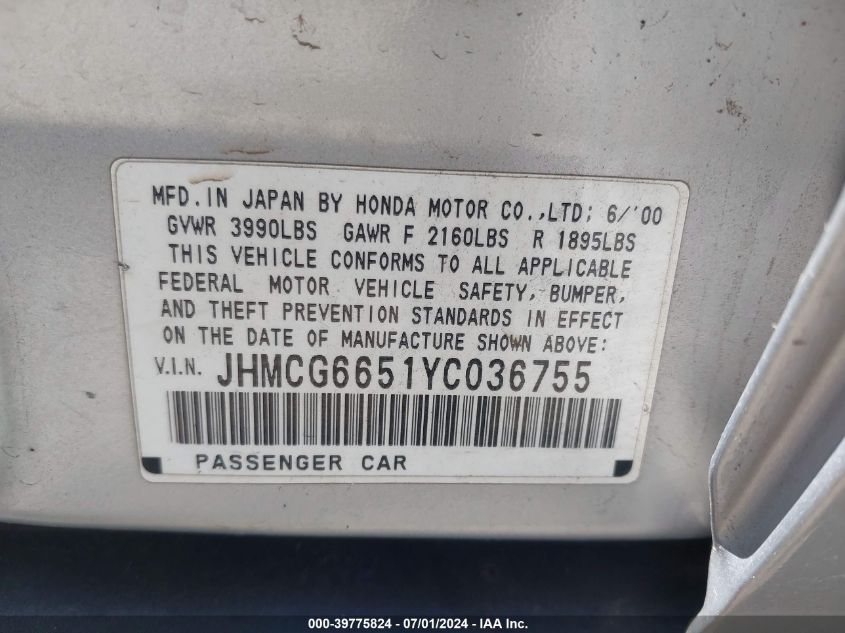 MFD.IN JAPAN BY HONDA MOTOR CO.,LTD; 6/'00
GVWR 3990LBS GAWR F 2160LBS R 1895LBS
THIS VEHICLE CONFORMS TO ALL APPLICABLE
FEDERAL MOTOR VEHICLE SAFETY, BUMPER,
AND THEFT PREVENTION STANDARDS IN EFFECT
ON THE DATE OF MANUFACTURE SHOWN ABOVE:
V.I.N. JHMCG6651YC036755
PASSENGER CAR
000-39775824 - 07/01/2024 - IAA Inc.